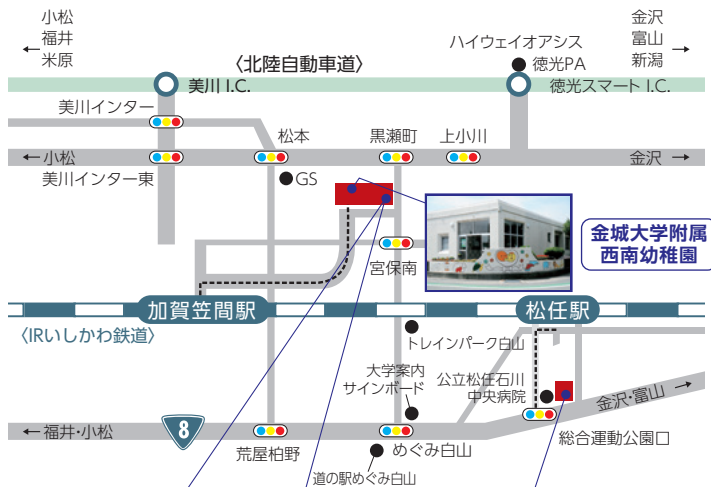 小松
福井
米原
金沢
富山
新潟
〈北陸自動車道〉
ハイウェイオアシス
徳光PA
美川 I.C.
徳光スマート I.C.
美川インター
松本
黒瀬町
上小川
←小松
金沢→
美川インター東
GS
宮保南
金城大学附属
西南幼稚園
加賀笠間駅
松任駅
〈IRいしかわ鉄道〉
トレインパーク白山
大学案内
サインボード
公立松任石川
中央病院
金沢・富山
←福井・小松
8
荒屋柏野
めぐみ白山
総合運動公園口
道の駅めぐみ白山